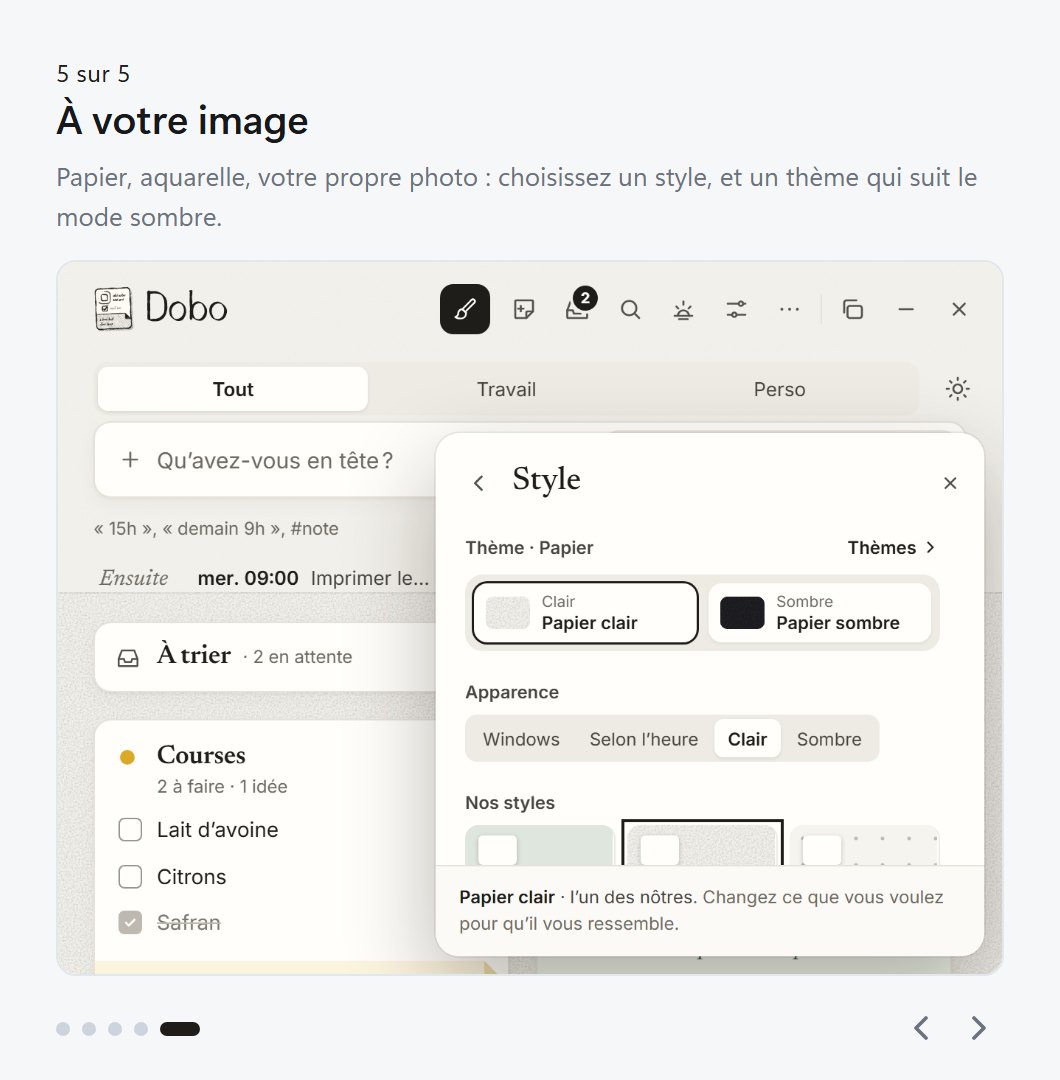 5 sur 5
À votre image
Papier, aquarelle, votre propre photo : choisissez un style, et un thème qui suit le
mode sombre.
Dobo
2
Tout
Travail
Perso
Qu’avez-vous en tête ?
« 15h », « demain 9h », #note
Ensuite mer. 09:00 Imprimer le…
À trier · 2 en attente
Courses
2 à faire · 1 idée
Lait d’avoine
Citrons
Safran
Style
Thème · Papier
Thèmes
Clair
Papier clair
Sombre
Papier sombre
Apparence
Windows
Selon l’heure
Clair
Sombre
Nos styles
Papier clair · l’un des nôtres. Changez ce que vous voulez
pour qu’il vous ressemble.